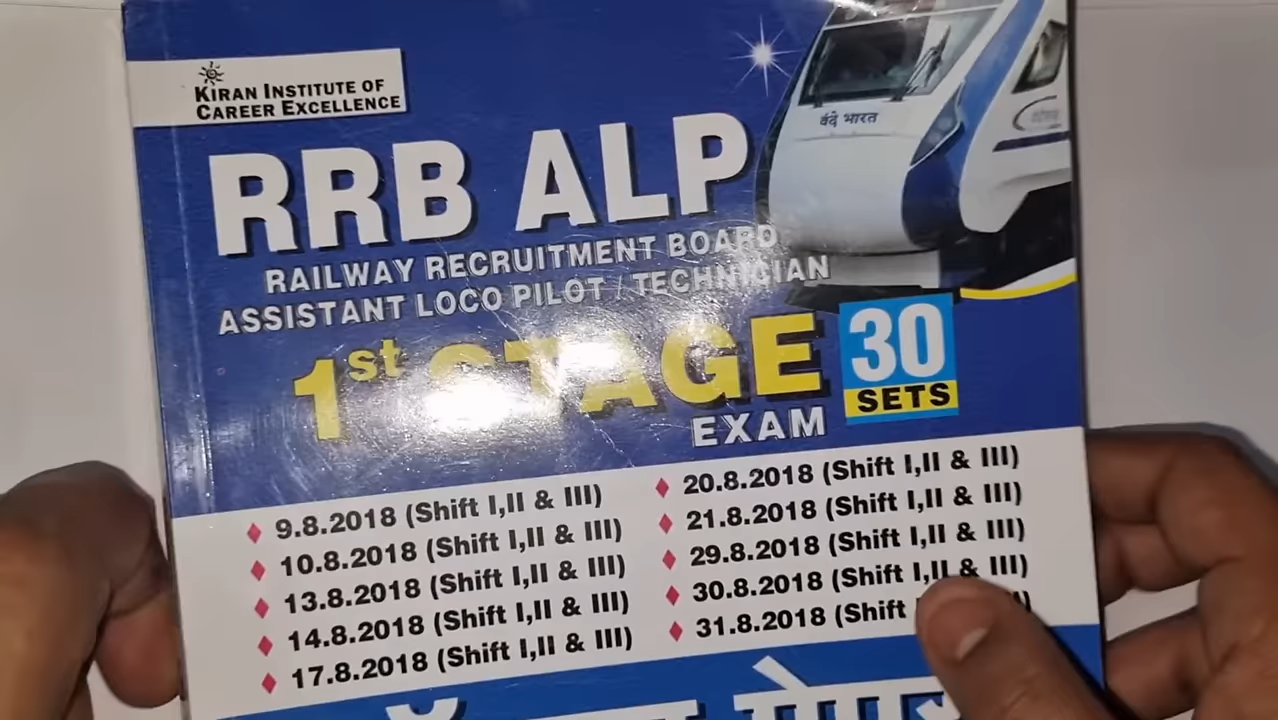 KIRAN INSTITUTE OF
CAREER EXCELLENCE
वंदे भारत
RRB ALP
RAILWAY RECRUITMENT BOARD
ASSISTANT LOCO PILOT / TECHNICIAN
1st STAGE
EXAM
30
SETS
9.8.2018 (Shift I,II & III)
10.8.2018 (Shift I,II & III)
13.8.2018 (Shift I,II & III)
14.8.2018 (Shift I,II & III)
17.8.2018 (Shift I,II & III)
20.8.2018 (Shift I,II & III)
21.8.2018 (Shift I,II & III)
29.8.2018 (Shift I,II & III)
30.8.2018 (Shift I,II & III)
31.8.2018 (Shift